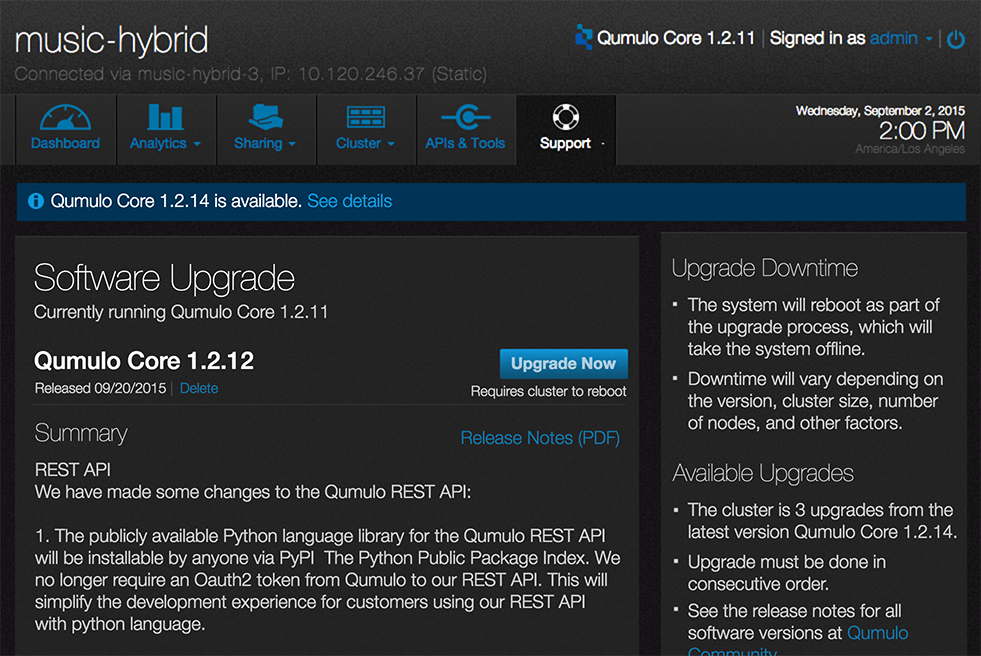 music-hybrid
Connected via music-hybrid-3, IP: 10.120.246.37 (Static)
Qumulo Core 1.2.11 | Signed in as admin
Dashboard
Analytics
Sharing
Cluster
APIs & Tools
Support
Wednesday, September 2, 2015
2:00 PM
America/Los Angeles
Qumulo Core 1.2.14 is available. See details
Software Upgrade
Currently running Qumulo Core 1.2.11
Qumulo Core 1.2.12
Released 09/20/2015 | Delete
Upgrade Now
Requires cluster to reboot
Summary
Release Notes (PDF)
REST API
We have made some changes to the Qumulo REST API:
1. The publicly available Python language library for the Qumulo REST API
will be installable by anyone via PyPI  The Python Public Package Index. We
no longer require an Oauth2 token from Qumulo to our REST API. This will
simplify the development experience for customers using our REST API
with python language.
Upgrade Downtime
• The system will reboot as part of
the upgrade process, which will
take the system offline.
• Downtime will vary depending on
the version, cluster size, number
of nodes, and other factors.
Available Upgrades
• The cluster is 3 upgrades from the
latest version Qumulo Core 1.2.14.
• Upgrade must be done in
consecutive order.
• See the release notes for all
software versions at Qumulo
Community